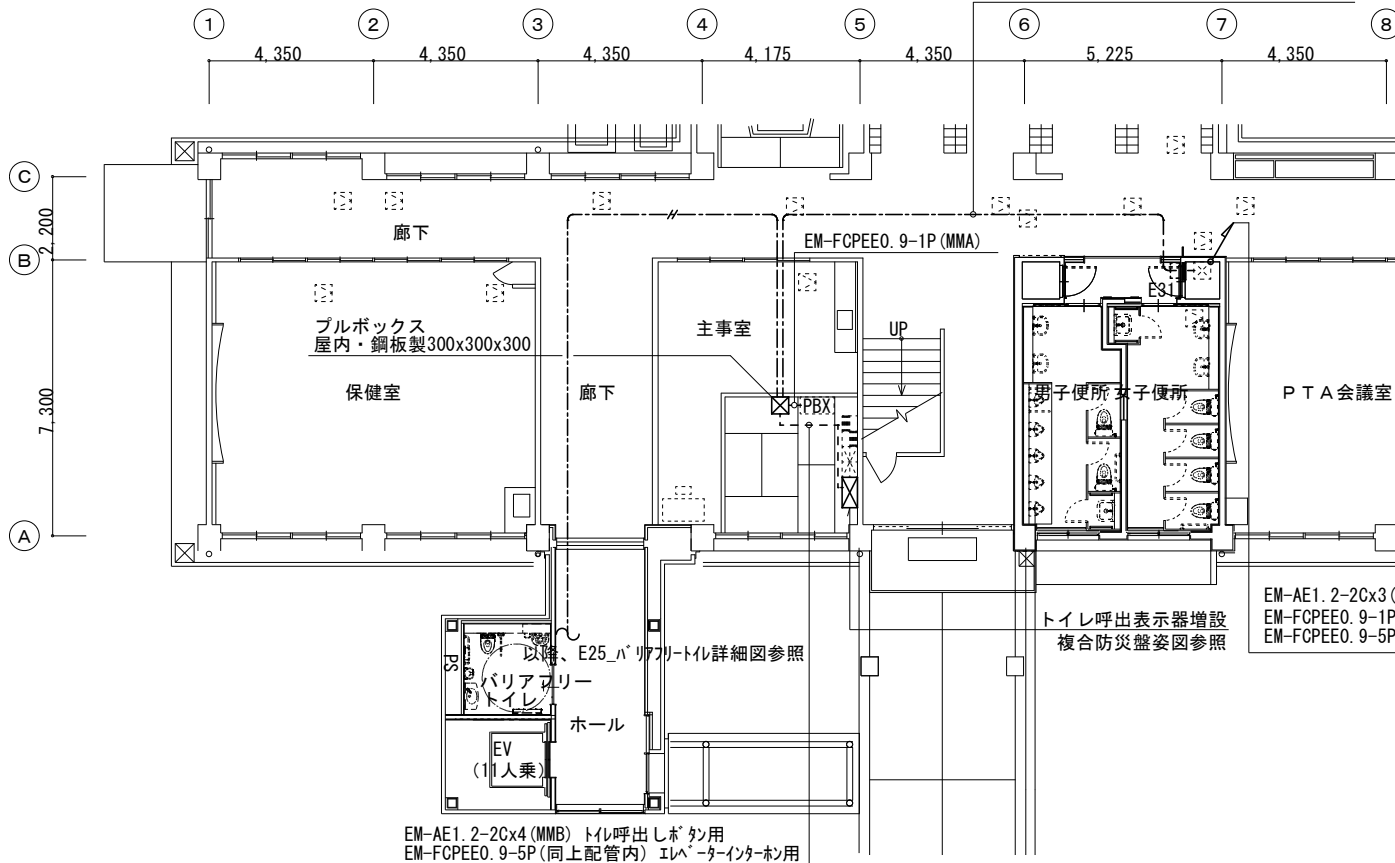 1 2 3 4 5 6 7 8
4,350 4,350 4,350 4,175 4,350 5,225 4,350
C
2,200
廊下
B
EM-FCPEE0.9-1P(MMA)
E31
プルボックス
屋内・鋼板製300x300x300
主事室
UP
7,300
保健室
廊下
PBX
男子便所 女子便所
PTA会議室
A
EM-AE1.2-2Cx3(
EM-FCPEE0.9-1P
EM-FCPEE0.9-5P
トイレ呼出表示器増設
複合防災盤姿図参照
PS
以降、E25_バリアフリートイレ詳細図参照
バリアフリー
トイレ
ホール
EV
(11人乗)
EM-AE1.2-2Cx4(MMB) トイレ呼出しボタン用
EM-FCPEE0.9-5P(同上配管内) エレベーターインターホン用